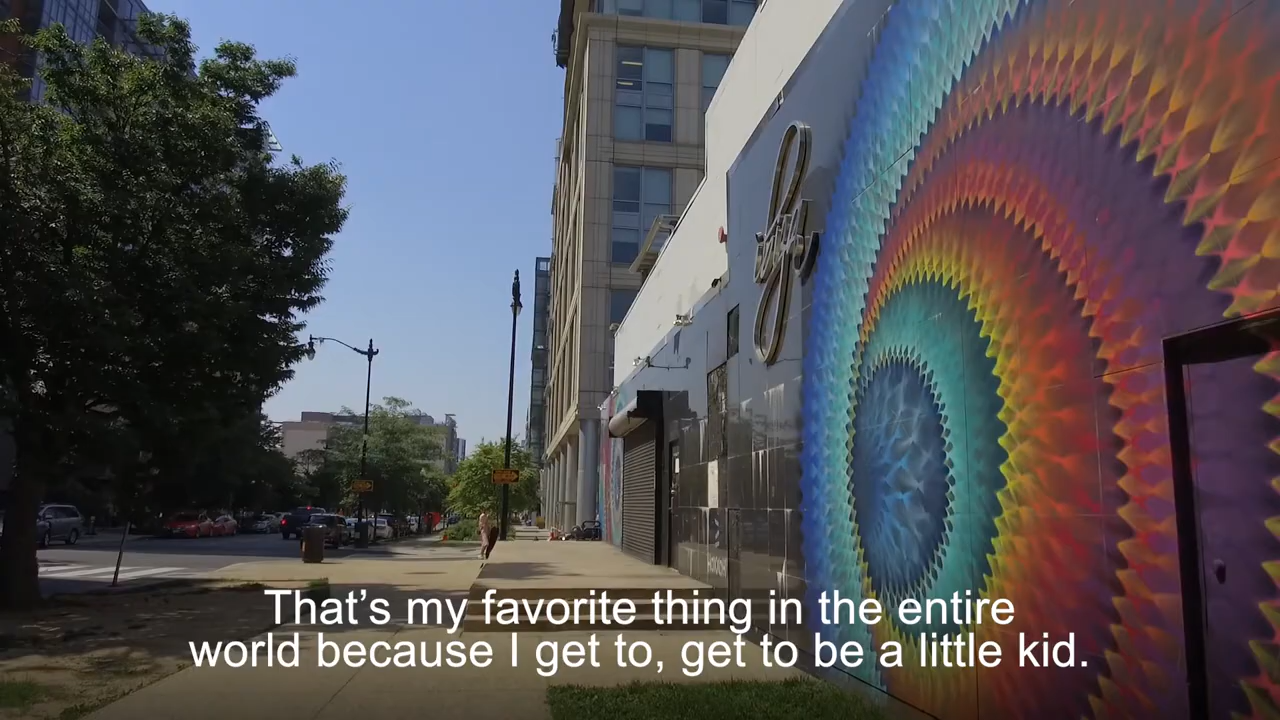 That’s my favorite thing in the entire
world because I get to, get to be a little kid.